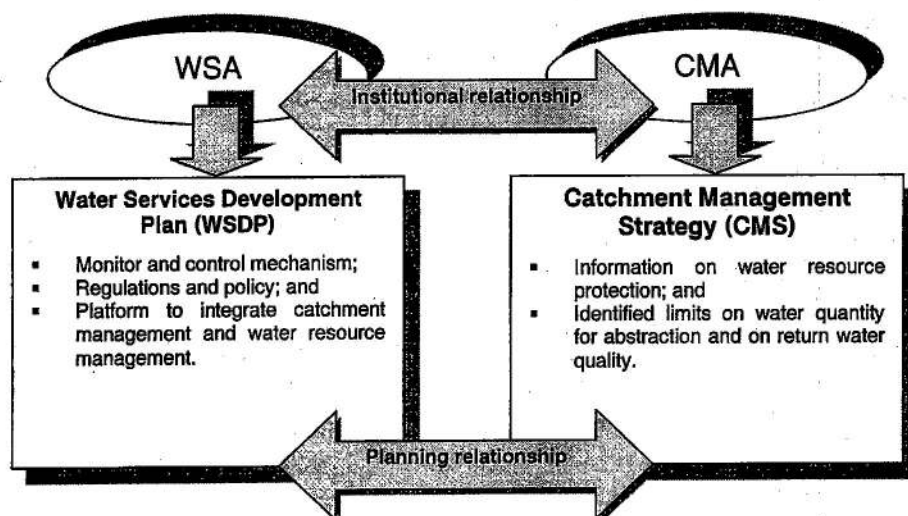 WSA
CMA
Institutional relationship
Water Services Development
Plan (WSDP)
▪ Monitor and control mechanism;
▪ Regulations and policy; and
▪ Platform to integrate catchment
management and water resource
management.
Catchment Management
Strategy (CMS)
▪ Information on water resource
protection; and
▪ Identified limits on water quantity
for abstraction and on return water
quality.
Planning relationship